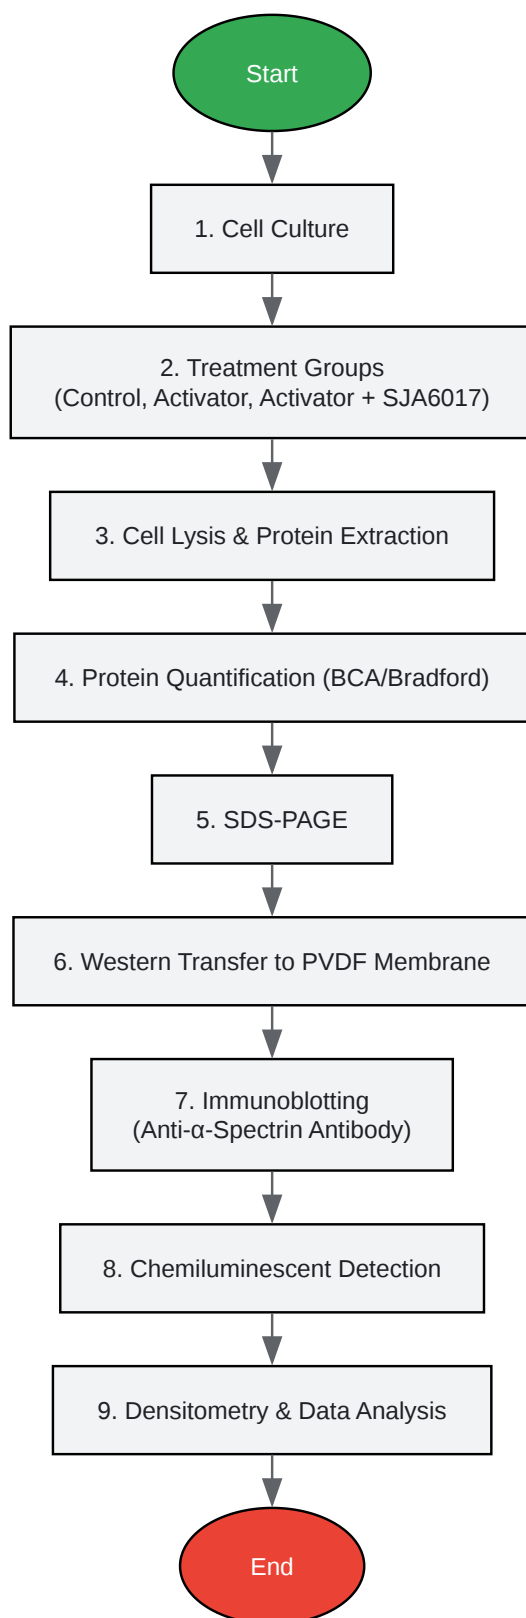 Start
1. Cell Culture
2. Treatment Groups
(Control, Activator, Activator + SJA6017)
3. Cell Lysis & Protein Extraction
4. Protein Quantification (BCA/Bradford)
5. SDS-PAGE
6. Western Transfer to PVDF Membrane
7. Immunoblotting
(Anti-α-Spectrin Antibody)
8. Chemiluminescent Detection
9. Densitometry & Data Analysis
End